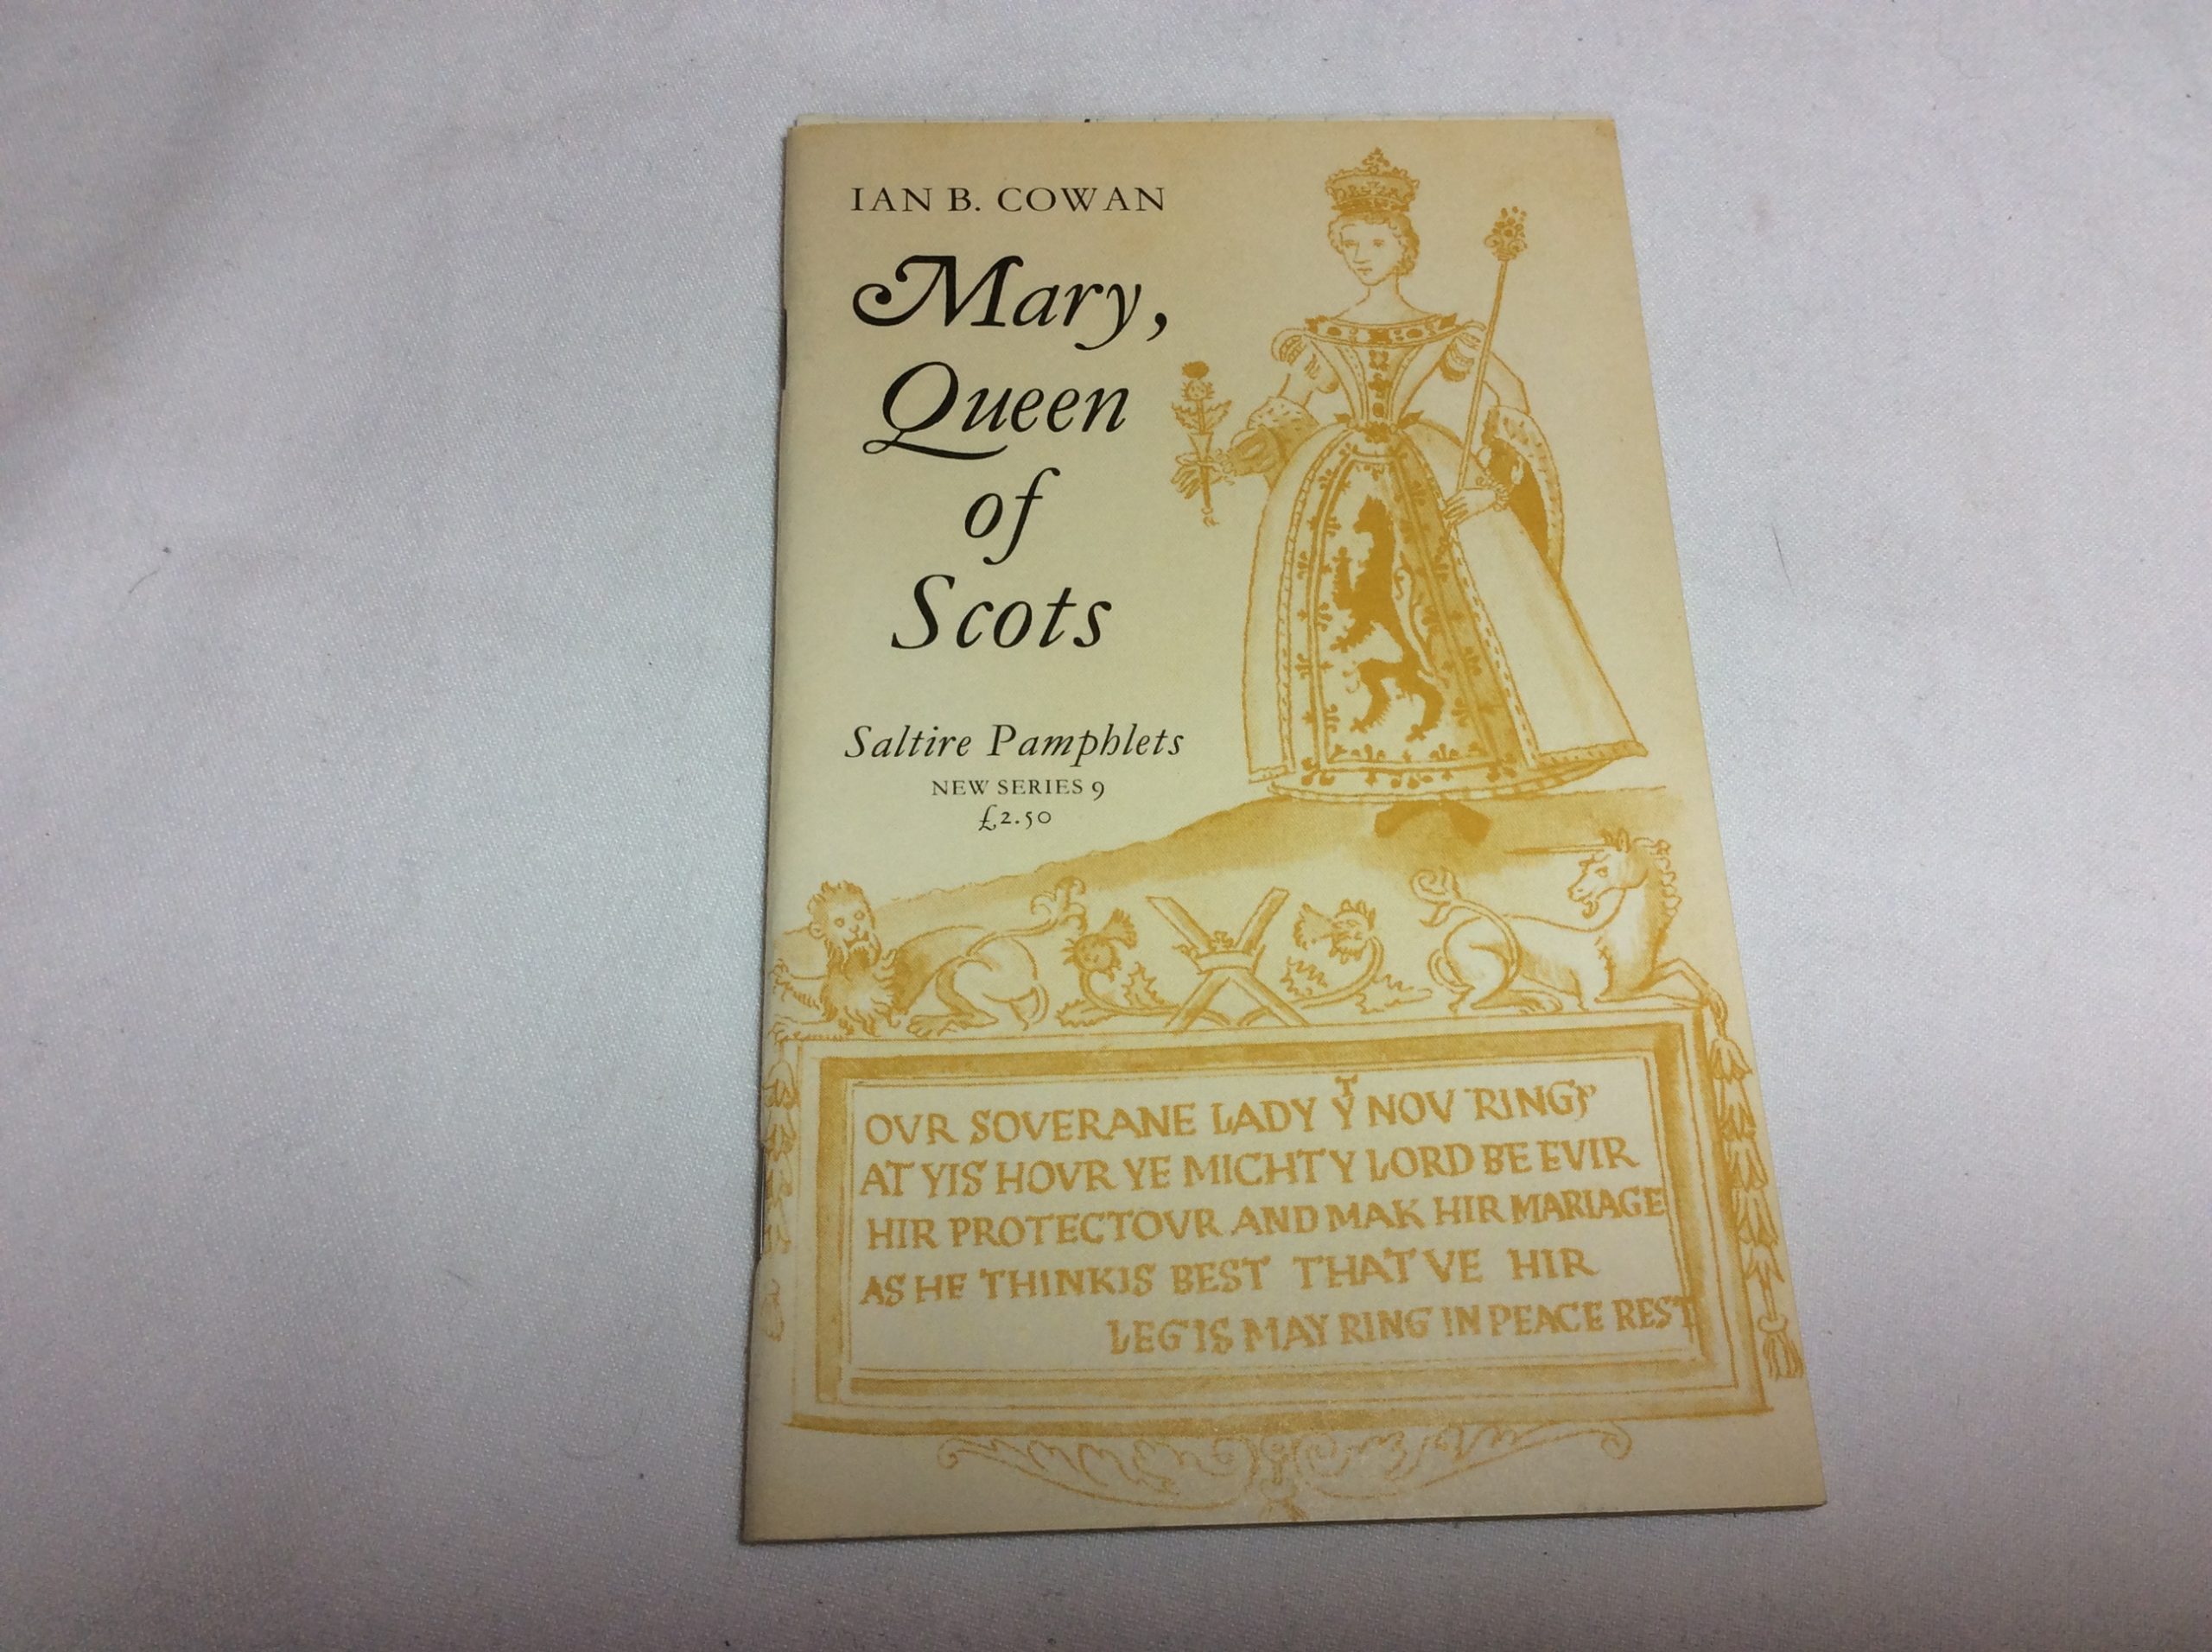 IAN B. COWAN
Mary,
Queen
of
Scots
Saltire Pamphlets
NEW SERIES 9
£2.50
OVR SOVERANE LADY Yᵀ NOV RINGꝭ
AT YIS HOVR YE MICHTY LORD BE EVIR
HIR PROTECTOVR AND MAK HIR MARIAGE
AS HE THINKIS BEST THAT VE HIR
LEGIS MAY RING IN PEACE REST